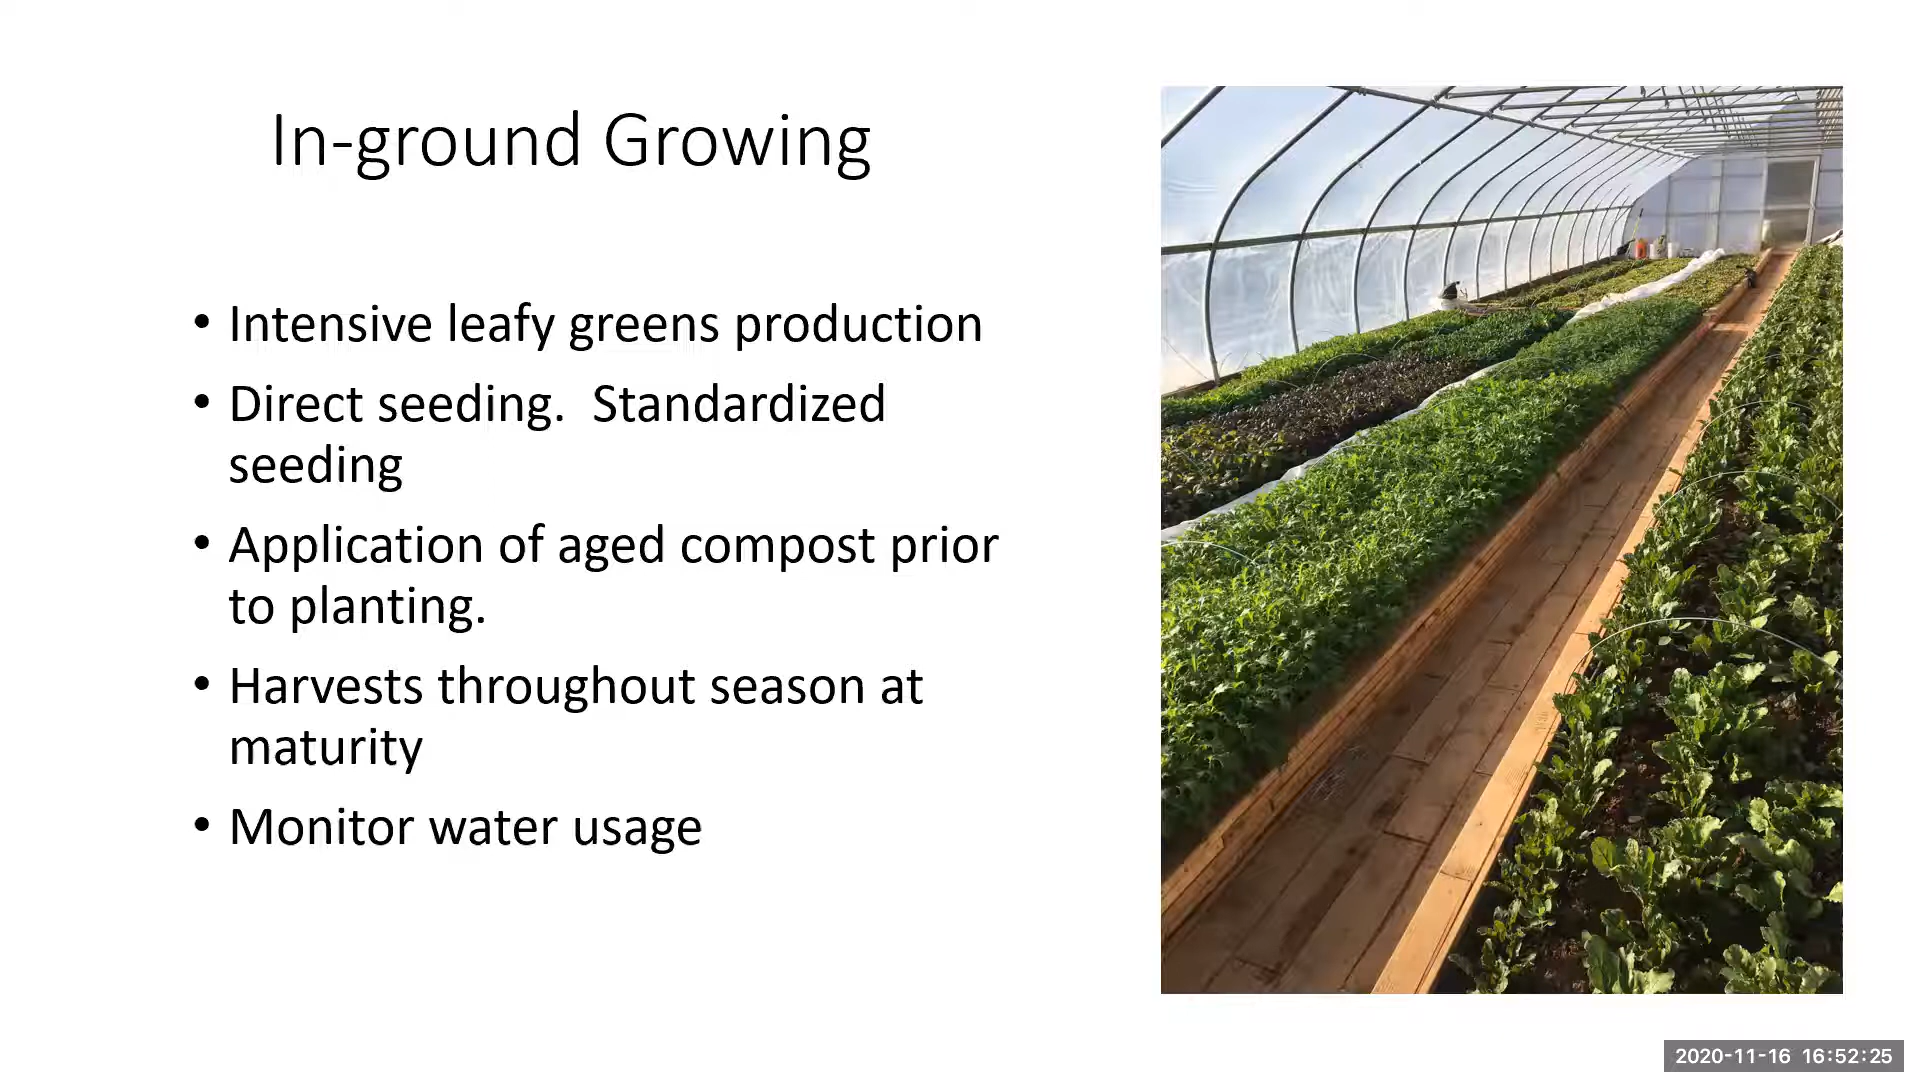 In-ground Growing
• Intensive leafy greens production
• Direct seeding.  Standardized
seeding
• Application of aged compost prior
to planting.
• Harvests throughout season at
maturity
• Monitor water usage
2020-11-16 16:52:25